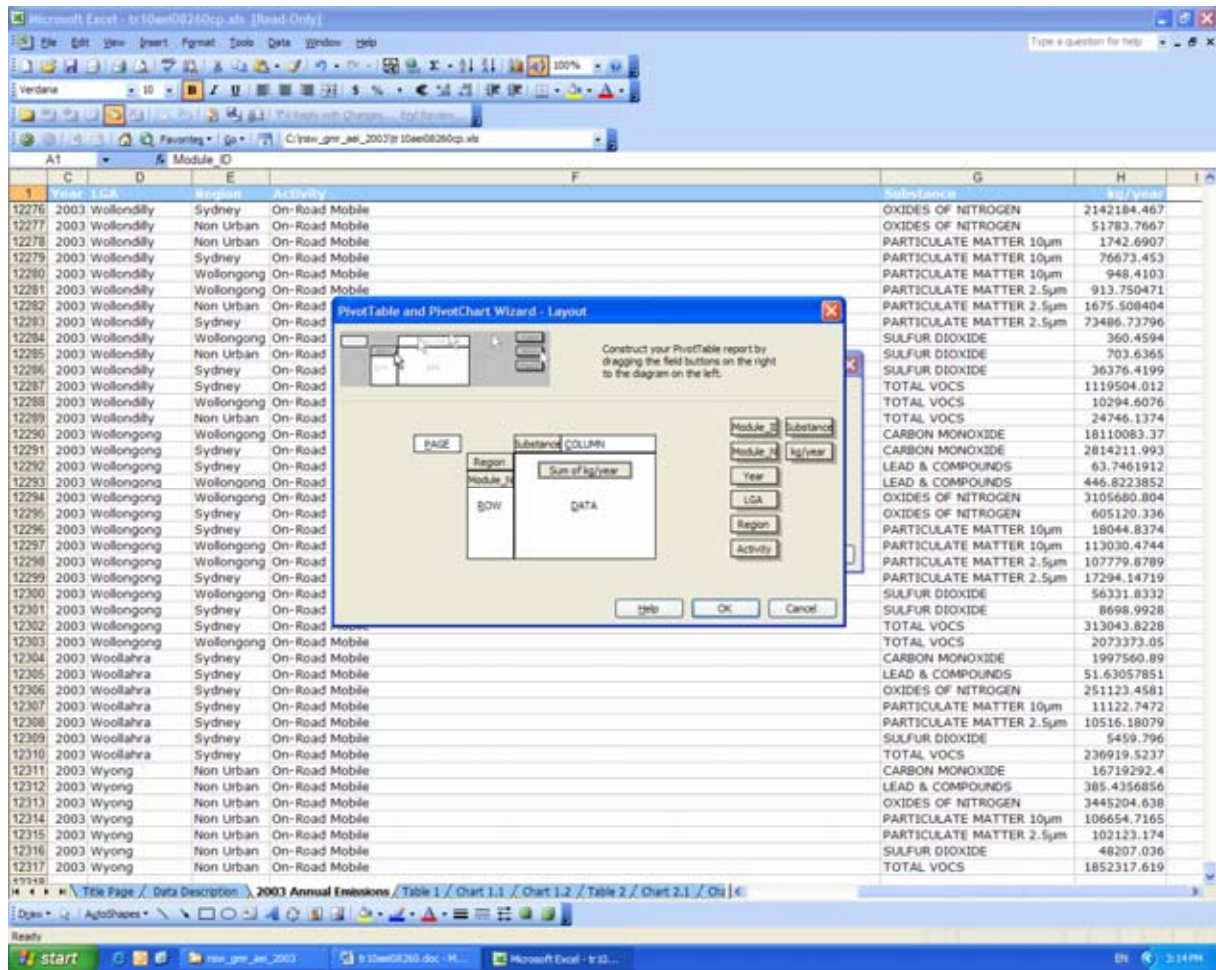 Microsoft Excel - tr10aei08260cp.xls [Read-Only]
File Edit View Insert Format Tools Data Window Help
Type a question for help
100%
Verdana 10 B I U $ % , €
Reply with Changes... End Review...
Favorites Go C:\nsw_gmr_aei_2003\tr10aei08260cp.xls
A1 fx Module_ID
C D E F G H I
1 Year LGA Region Activity Substance kg/year
12276 2003 Wollondilly Sydney On-Road Mobile OXIDES OF NITROGEN 2142184.467
12277 2003 Wollondilly Non Urban On-Road Mobile OXIDES OF NITROGEN 51783.7667
12278 2003 Wollondilly Non Urban On-Road Mobile PARTICULATE MATTER 10µm 1742.6907
12279 2003 Wollondilly Sydney On-Road Mobile PARTICULATE MATTER 10µm 76673.453
12280 2003 Wollondilly Wollongong On-Road Mobile PARTICULATE MATTER 10µm 948.4103
12281 2003 Wollondilly Wollongong On-Road Mobile PARTICULATE MATTER 2.5µm 913.750471
12282 2003 Wollondilly Non Urban On-Road PARTICULATE MATTER 2.5µm 1675.508404
12283 2003 Wollondilly Sydney On-Road PARTICULATE MATTER 2.5µm 73486.73796
12284 2003 Wollondilly Wollongong On-Road SULFUR DIOXIDE 360.4594
12285 2003 Wollondilly Non Urban On-Road SULFUR DIOXIDE 703.6365
12286 2003 Wollondilly Sydney On-Road SULFUR DIOXIDE 36376.4199
12287 2003 Wollondilly Sydney On-Road TOTAL VOCS 1119504.012
12288 2003 Wollondilly Wollongong On-Road TOTAL VOCS 10294.6076
12289 2003 Wollondilly Non Urban On-Road TOTAL VOCS 24746.1374
12290 2003 Wollongong Wollongong On-Road CARBON MONOXIDE 18110083.37
12291 2003 Wollongong Sydney On-Road CARBON MONOXIDE 2814211.993
12292 2003 Wollongong Sydney On-Road LEAD & COMPOUNDS 63.7461912
12293 2003 Wollongong Wollongong On-Road LEAD & COMPOUNDS 446.8223852
12294 2003 Wollongong Wollongong On-Road OXIDES OF NITROGEN 3105680.804
12295 2003 Wollongong Sydney On-Road OXIDES OF NITROGEN 605120.336
12296 2003 Wollongong Sydney On-Road PARTICULATE MATTER 10µm 18044.8374
12297 2003 Wollongong Wollongong On-Road PARTICULATE MATTER 10µm 113030.4744
12298 2003 Wollongong Wollongong On-Road PARTICULATE MATTER 2.5µm 107779.8789
12299 2003 Wollongong Sydney On-Road PARTICULATE MATTER 2.5µm 17294.14719
12300 2003 Wollongong Wollongong On-Road SULFUR DIOXIDE 56331.8332
12301 2003 Wollongong Sydney On-Road SULFUR DIOXIDE 8698.9928
12302 2003 Wollongong Sydney On-Road Mobile TOTAL VOCS 313043.8228
12303 2003 Wollongong Wollongong On-Road Mobile TOTAL VOCS 2073373.05
12304 2003 Woollahra Sydney On-Road Mobile CARBON MONOXIDE 1997560.89
12305 2003 Woollahra Sydney On-Road Mobile LEAD & COMPOUNDS 51.63057851
12306 2003 Woollahra Sydney On-Road Mobile OXIDES OF NITROGEN 251123.4581
12307 2003 Woollahra Sydney On-Road Mobile PARTICULATE MATTER 10µm 11122.7472
12308 2003 Woollahra Sydney On-Road Mobile PARTICULATE MATTER 2.5µm 10516.18079
12309 2003 Woollahra Sydney On-Road Mobile SULFUR DIOXIDE 5459.796
12310 2003 Woollahra Sydney On-Road Mobile TOTAL VOCS 236919.5237
12311 2003 Wyong Non Urban On-Road Mobile CARBON MONOXIDE 16719292.4
12312 2003 Wyong Non Urban On-Road Mobile LEAD & COMPOUNDS 385.4356856
12313 2003 Wyong Non Urban On-Road Mobile OXIDES OF NITROGEN 3445204.638
12314 2003 Wyong Non Urban On-Road Mobile PARTICULATE MATTER 10µm 106654.7165
12315 2003 Wyong Non Urban On-Road Mobile PARTICULATE MATTER 2.5µm 102123.174
12316 2003 Wyong Non Urban On-Road Mobile SULFUR DIOXIDE 48207.036
12317 2003 Wyong Non Urban On-Road Mobile TOTAL VOCS 1852317.619
PivotTable and PivotChart Wizard - Layout
Construct your PivotTable report by
dragging the field buttons on the right
to the diagram on the left.
PAGE
Substance COLUMN
Region
Module_N
Sum of kg/year
ROW
DATA
Module_ID Substance
Module_N kg/year
Year
LGA
Region
Activity
Help OK Cancel
Title Page / Data Description / 2003 Annual Emissions / Table 1 / Chart 1.1 / Chart 1.2 / Table 2 / Chart 2.1 / Cha
Draw AutoShapes
Ready
start nsw_gmr_aei_2003 tr10aei08260.doc - M... Microsoft Excel - tr10... EN 3:14 PM